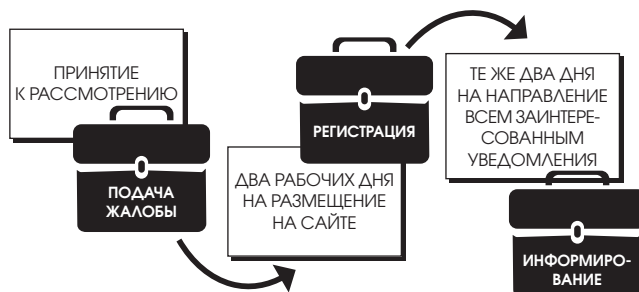 ПРИНЯТИЕ
К РАССМОТРЕНИЮ
ПОДАЧА
ЖАЛОБЫ
ДВА РАБОЧИХ ДНЯ
НА РАЗМЕЩЕНИЕ
НА САЙТЕ
РЕГИСТРАЦИЯ
ТЕ ЖЕ ДВА ДНЯ
НА НАПРАВЛЕНИЕ
ВСЕМ ЗАИНТЕРЕ-
СОВАННЫМ
УВЕДОМЛЕНИЯ
ИНФОРМИРО-
ВАНИЕ